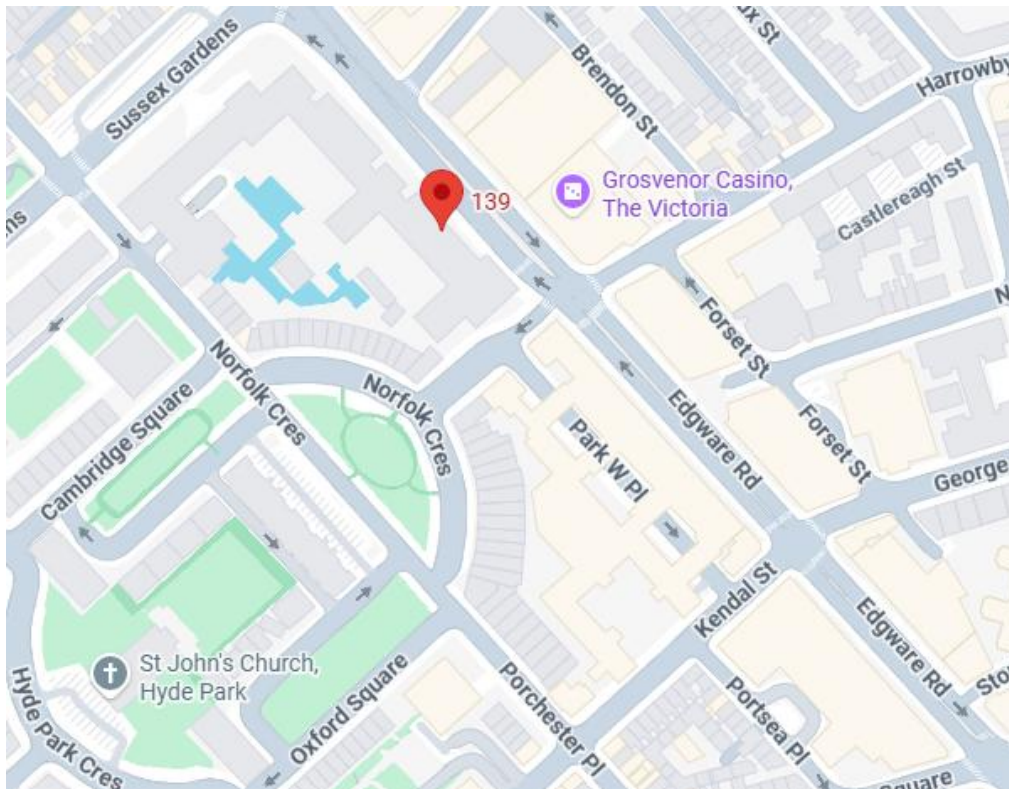 Sussex Gardens
Brendon St
Harrowby
139
Grosvenor Casino,
The Victoria
Castlereagh St
Forset St
Norfolk Cres
Norfolk Cres
Cambridge Square
Edgware Rd
Forset St
Park W Pl
George
Kendal St
Edgware Rd
St John's Church,
Hyde Park
Hyde Park Cres
Oxford Square
Porchester Pl
Portsea Pl
Square